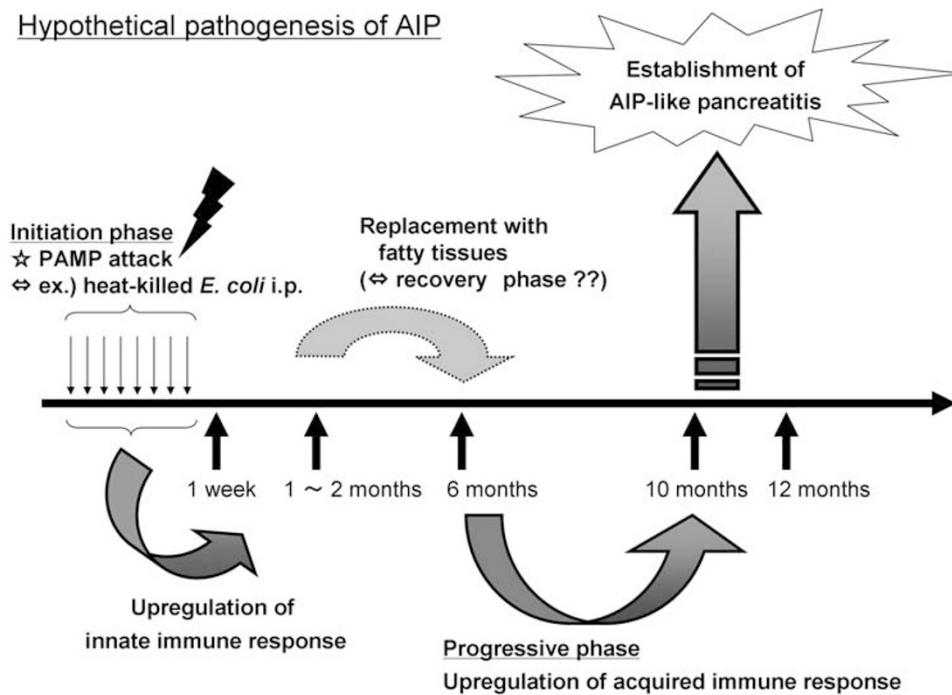 Hypothetical pathogenesis of AIP
Establishment of
AIP-like pancreatitis
Initiation phase
☆ PAMP attack
⇔ ex.) heat-killed E. coli i.p.
Replacement with
fatty tissues
(⇔ recovery phase ??)
1 week
1 ~ 2 months
6 months
10 months
12 months
Upregulation of
innate immune response
Progressive phase
Upregulation of acquired immune response